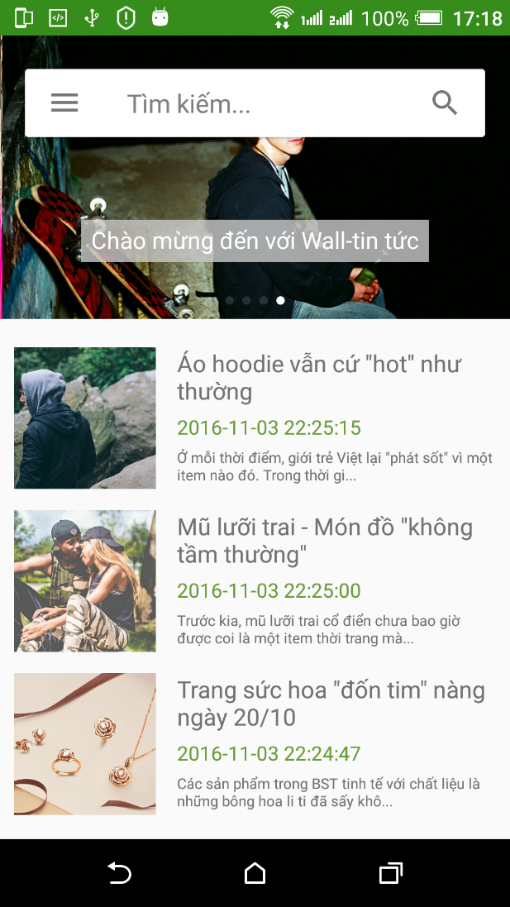 100% 17:18
Tìm kiếm...
Chào mừng đến với Wall-tin tức
Áo hoodie vẫn cứ "hot" như
thường
2016-11-03 22:25:15
Ở mỗi thời điểm, giới trẻ Việt lại "phát sốt" vì một
item nào đó. Trong thời gi...
Mũ lưỡi trai - Món đồ "không
tầm thường"
2016-11-03 22:25:00
Trước kia, mũ lưỡi trai cổ điển chưa bao giờ
được coi là một item thời trang mà...
Trang sức hoa "đốn tim" nàng
ngày 20/10
2016-11-03 22:24:47
Các sản phẩm trong BST tinh tế với chất liệu là
những bông hoa li ti đã sấy khô...